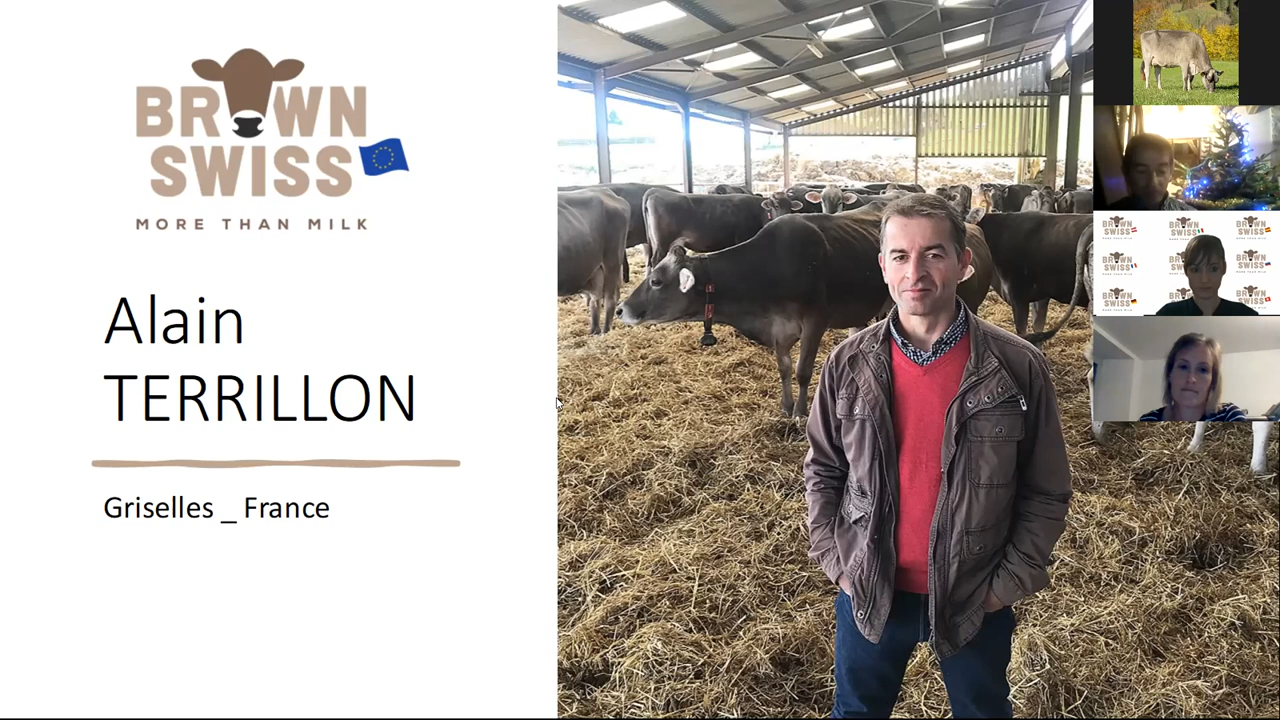 BROWN
SWISS
MORE THAN MILK
Alain
TERRILLON
Griselles _ France